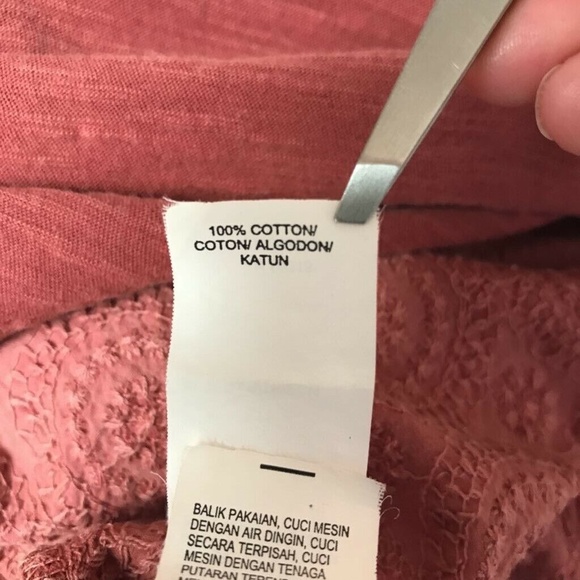 100% COTTON/
COTON/ ALGODON/
KATUN
BALIK PAKAIAN, CUCI MESIN
DENGAN AIR DINGIN, CUCI
SECARA TERPISAH, CUCI
MESIN DENGAN TENAGA
PUTARAN